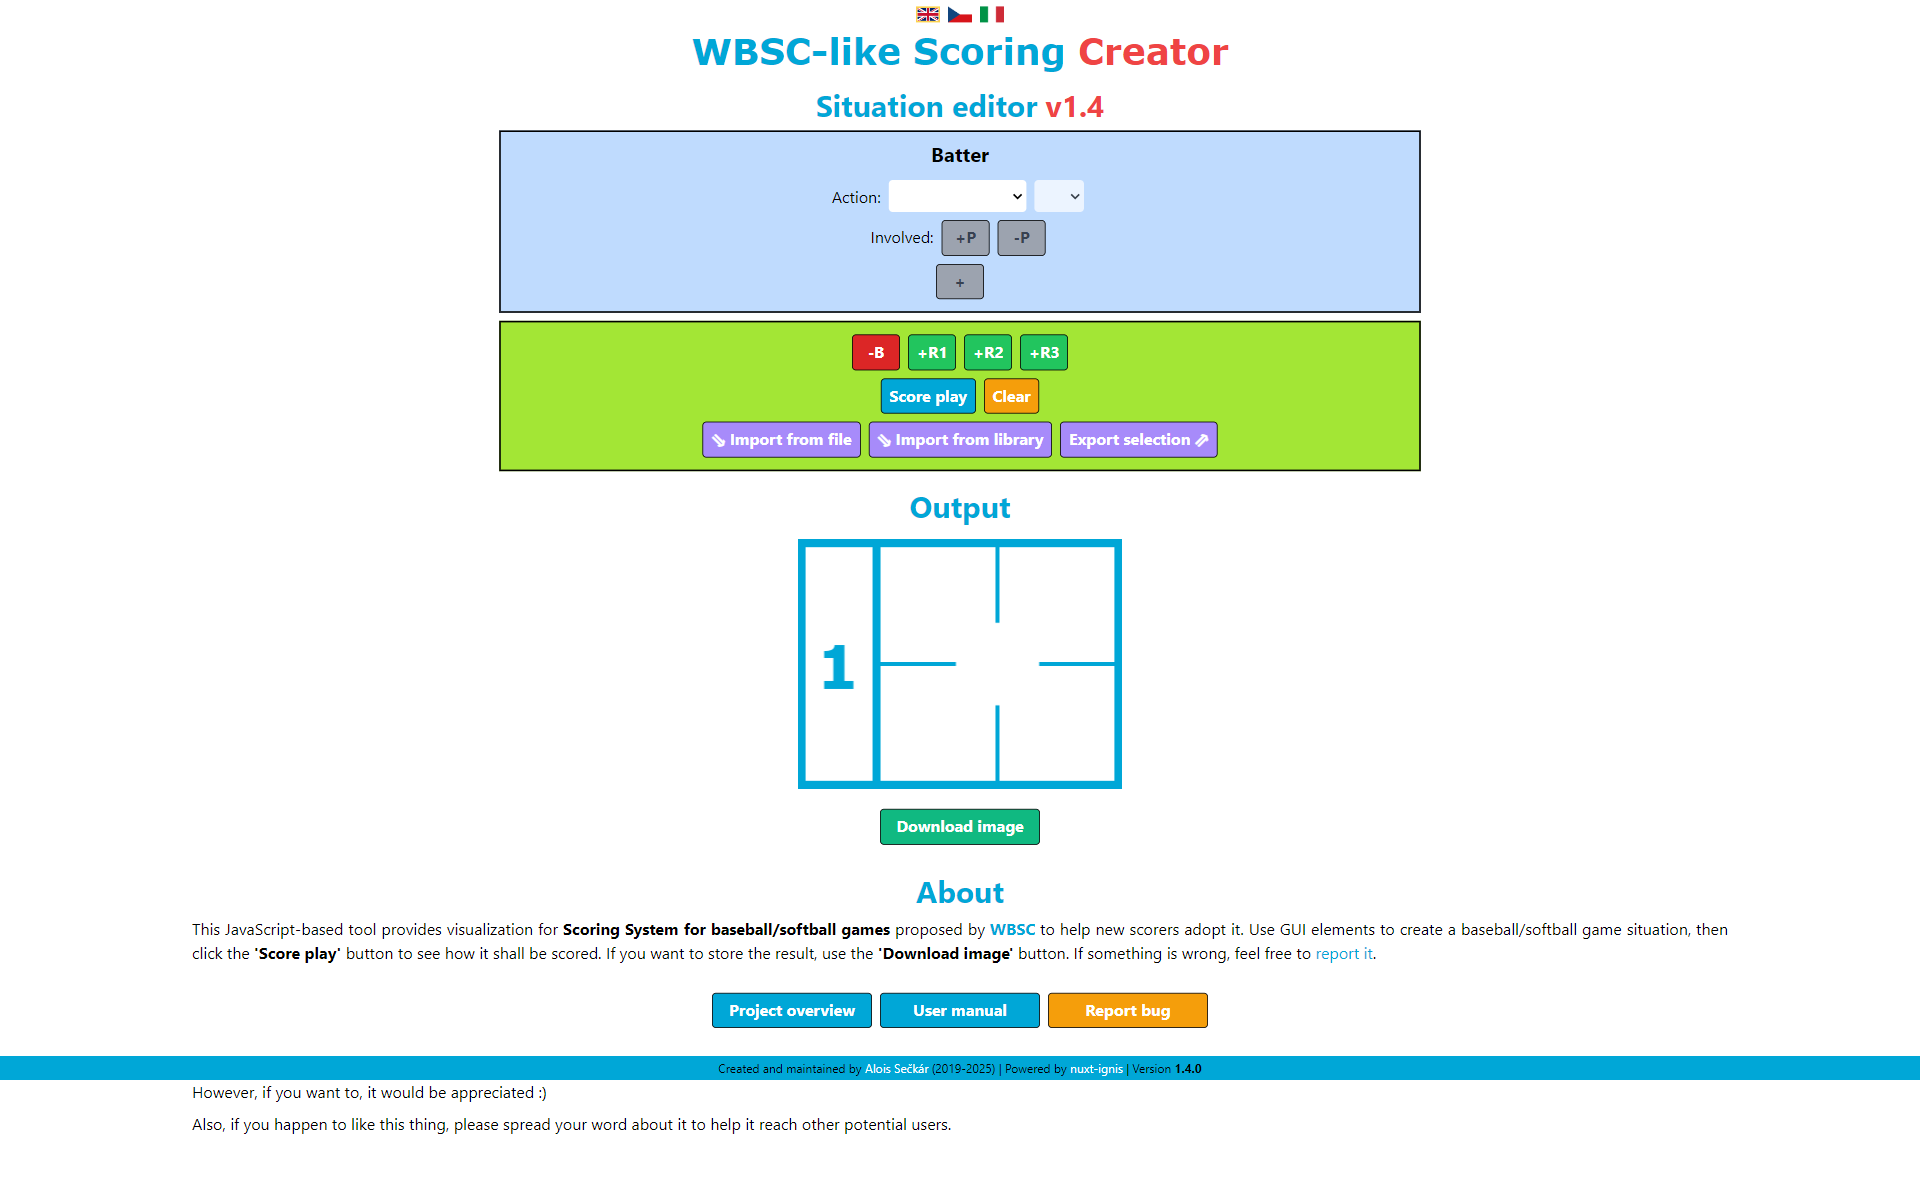 WBSC-like Scoring Creator
Situation editor v1.4
Batter
Action:
Involved: +P -P
+
-B +R1 +R2 +R3
Score play Clear
⇘ Import from file ⇘ Import from library Export selection ⇗
Output
1
Download image
About
This JavaScript-based tool provides visualization for Scoring System for baseball/softball games proposed by WBSC to help new scorers adopt it. Use GUI elements to create a baseball/softball game situation, then
click the 'Score play' button to see how it shall be scored. If you want to store the result, use the 'Download image' button. If something is wrong, feel free to report it.
Project overview User manual Report bug
Created and maintained by Alois Sečkár (2019-2025) | Powered by nuxt-ignis | Version 1.4.0
However, if you want to, it would be appreciated :)
Also, if you happen to like this thing, please spread your word about it to help it reach other potential users.